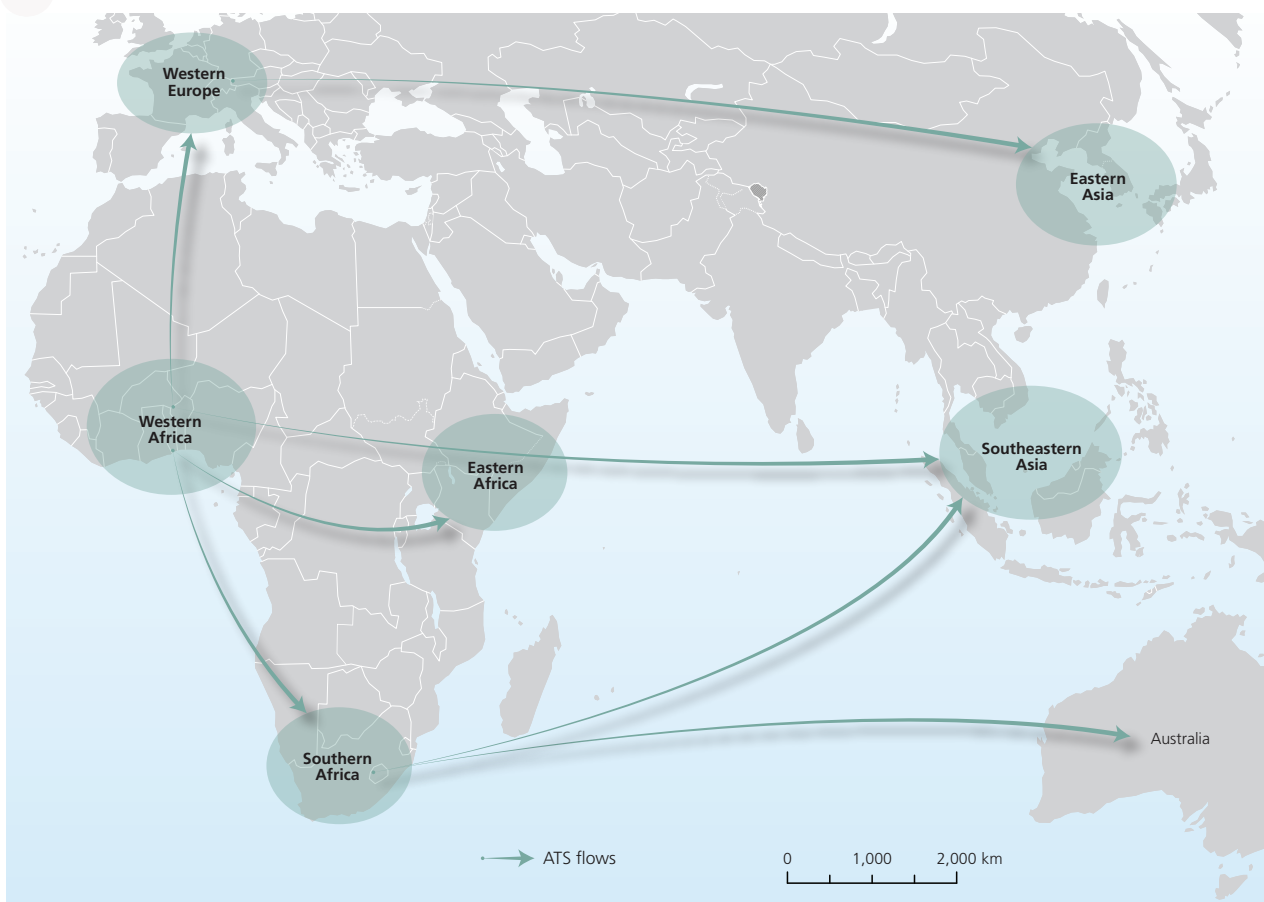 Western
Europe
Eastern
Asia
Western
Africa
Eastern
Africa
Southeastern
Asia
Southern
Africa
Australia
ATS flows
0 1,000 2,000 km